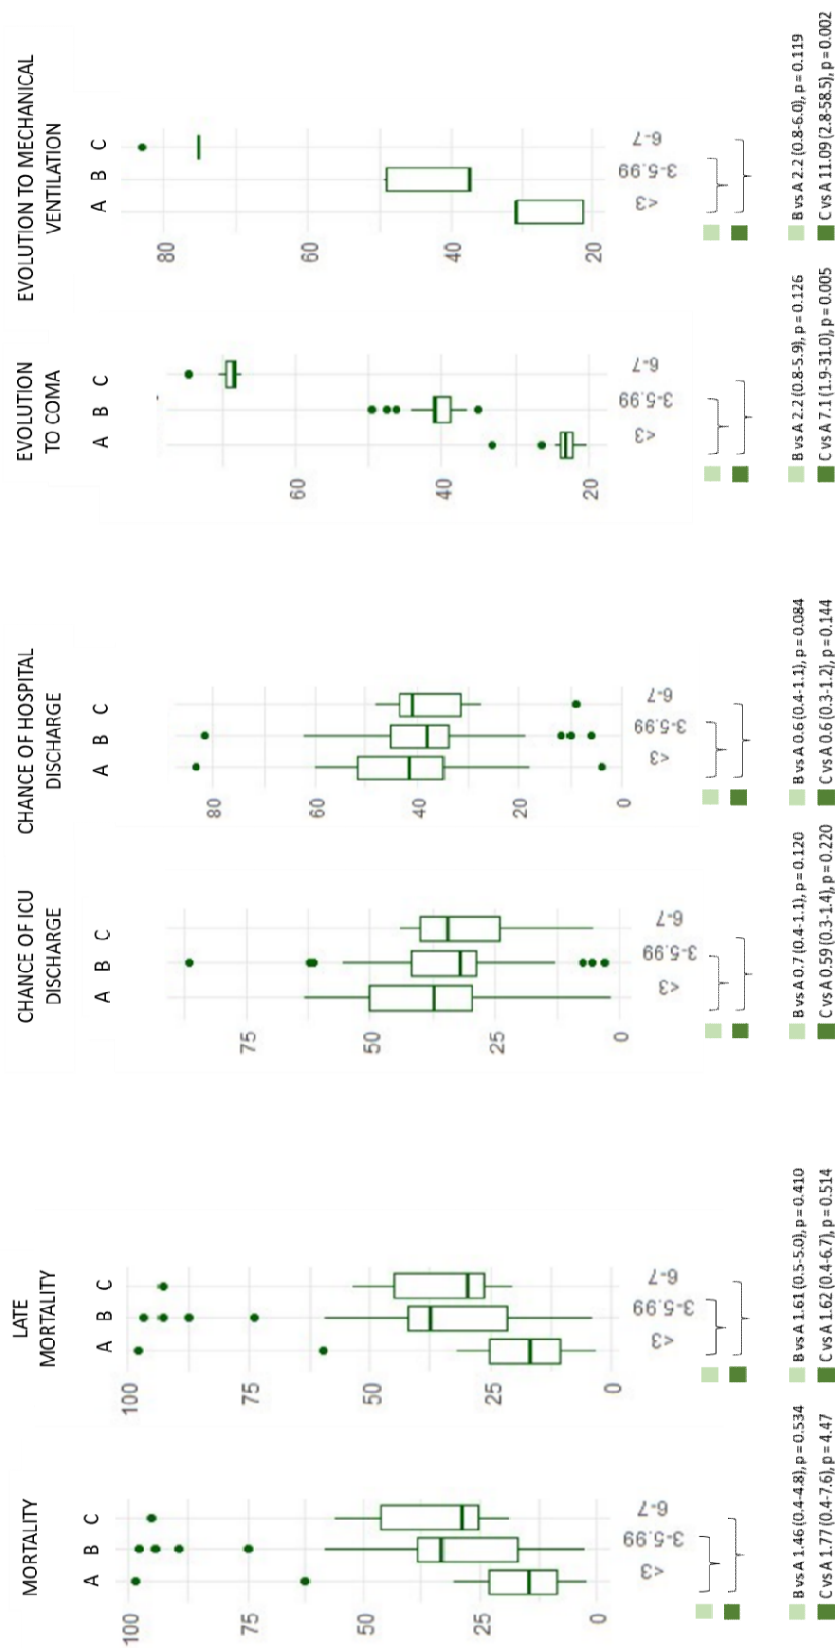 MORTALITY
A B C
100
75
50
25
0
<3
3-5.99
6-7
B vs A 1.46 (0.4-4.8), p = 0.534
C vs A 1.77 (0.4-7.6), p = 4.47
LATE
MORTALITY
A B C
100
75
50
25
0
<3
3-5.99
6-7
B vs A 1.61 (0.5-5.0), p = 0.410
C vs A 1.62 (0.4-6.7), p = 0.514
CHANCE OF ICU
DISCHARGE
A B C
75
50
25
0
<3
3-5.99
6-7
B vs A 0.7 (0.4-1.1), p = 0.120
C vs A 0.59 (0.3-1.4), p = 0.220
CHANCE OF HOSPITAL
DISCHARGE
A B C
80
60
40
20
0
<3
3-5.99
6-7
B vs A 0.6 (0.4-1.1), p = 0.084
C vs A 0.6 (0.3-1.2), p = 0.144
EVOLUTION
TO COMA
A B C
60
40
20
<3
3-5.99
6-7
B vs A 2.2 (0.8-5.9), p = 0.126
C vs A 7.1 (1.9-31.0), p = 0.005
EVOLUTION TO MECHANICAL
VENTILATION
A B C
80
60
40
20
<3
3-5.99
6-7
B vs A 2.2 (0.8-6.0), p = 0.119
C vs A 11.09 (2.8-58.5), p = 0.002